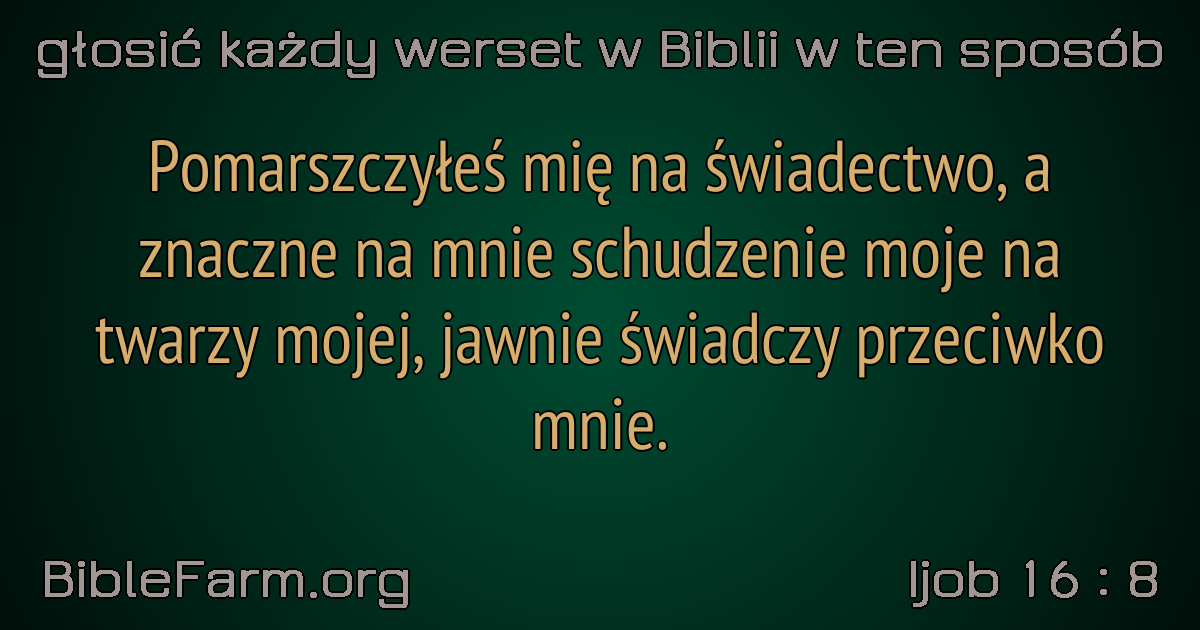 głosić każdy werset w Biblii w ten sposób
Pomarszczyłeś mię na świadectwo, a
znaczne na mnie schudzenie moje na
twarzy mojej, jawnie świadczy przeciwko
mnie.
BibleFarm.org
Ijob 16 : 8